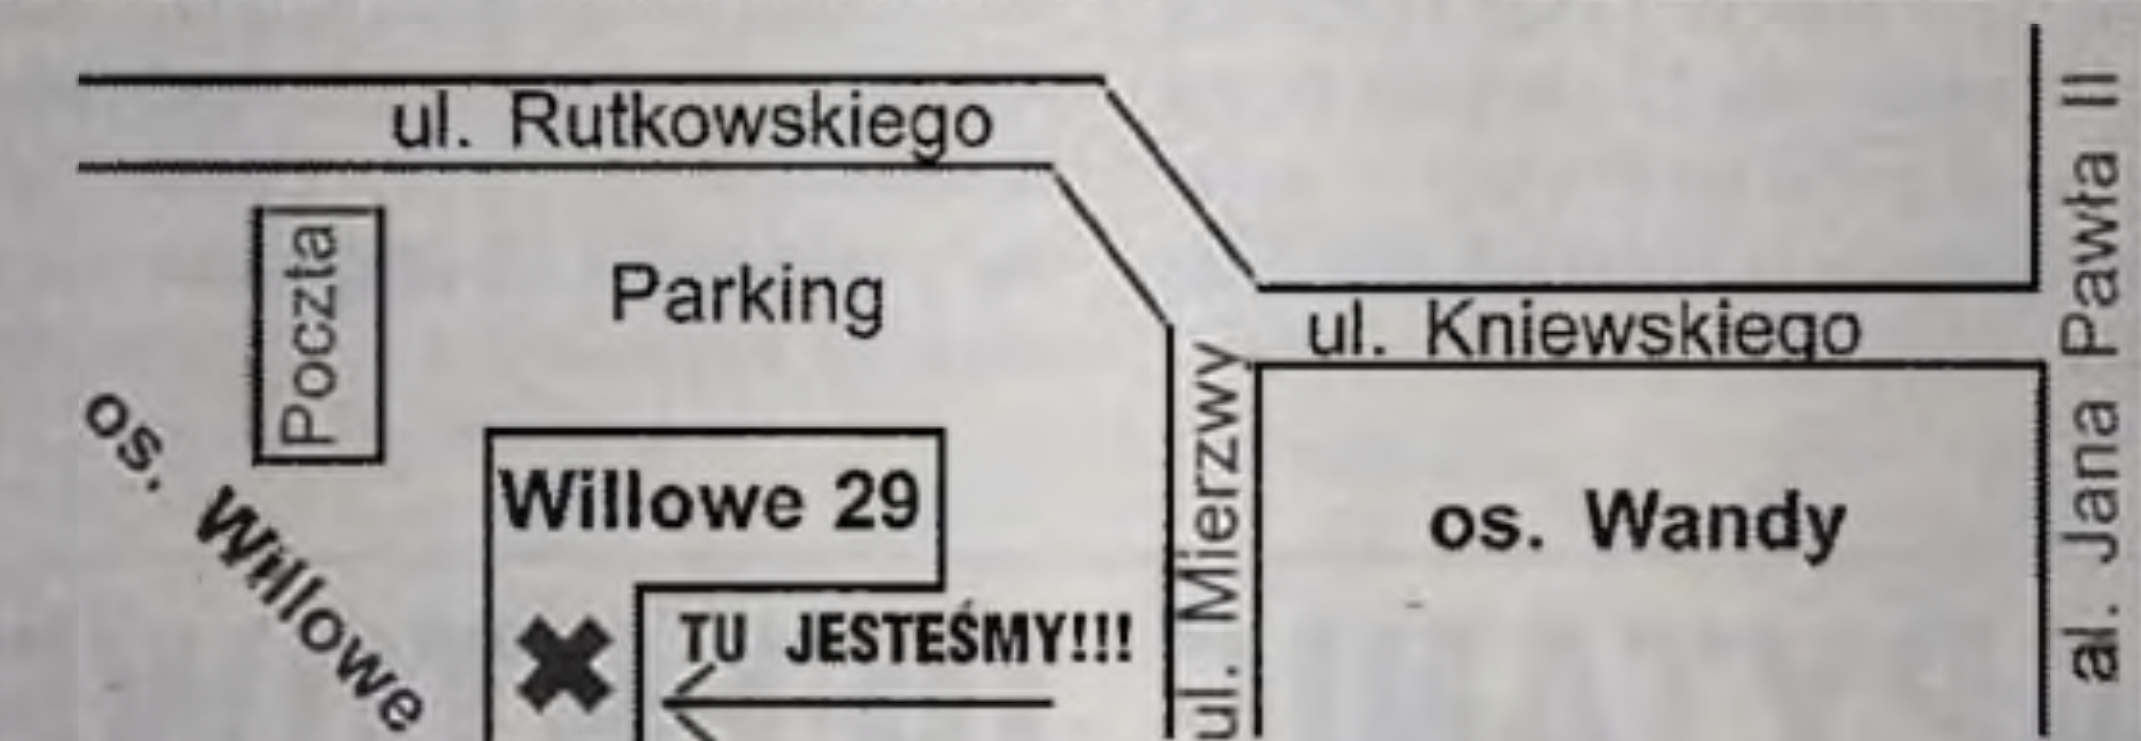 ul. Rutkowskiego
al. Jana Pawła II
Poczta
Parking
ul. Kniewskiego
os. Willowe
Willowe 29
ul. Mierzwy
os. Wandy
TU JESTEŚMY!!!